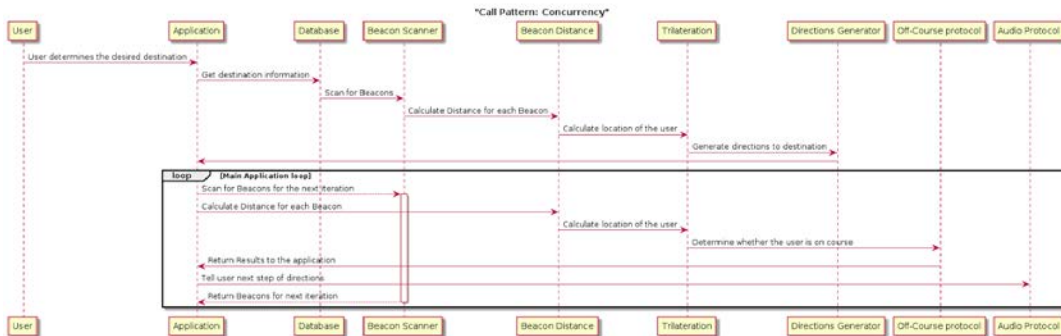 "Call Pattern: Concurrency"
User Application Database Beacon Scanner Beacon Distance Trilateration Directions Generator Off-Course protocol Audio Protocol
User determines the desired destination
Get destination information
Scan for Beacons
Calculate Distance for each Beacon
Calculate location of the user
Generate directions to destination
loop [Main Application loop]
Scan for Beacons for the next iteration
Calculate Distance for each Beacon
Calculate location of the user
Determine whether the user is on course
Return Results to the application
Tell user next step of directions
Return Beacons for next iteration
User Application Database Beacon Scanner Beacon Distance Trilateration Directions Generator Off-Course protocol Audio Protocol